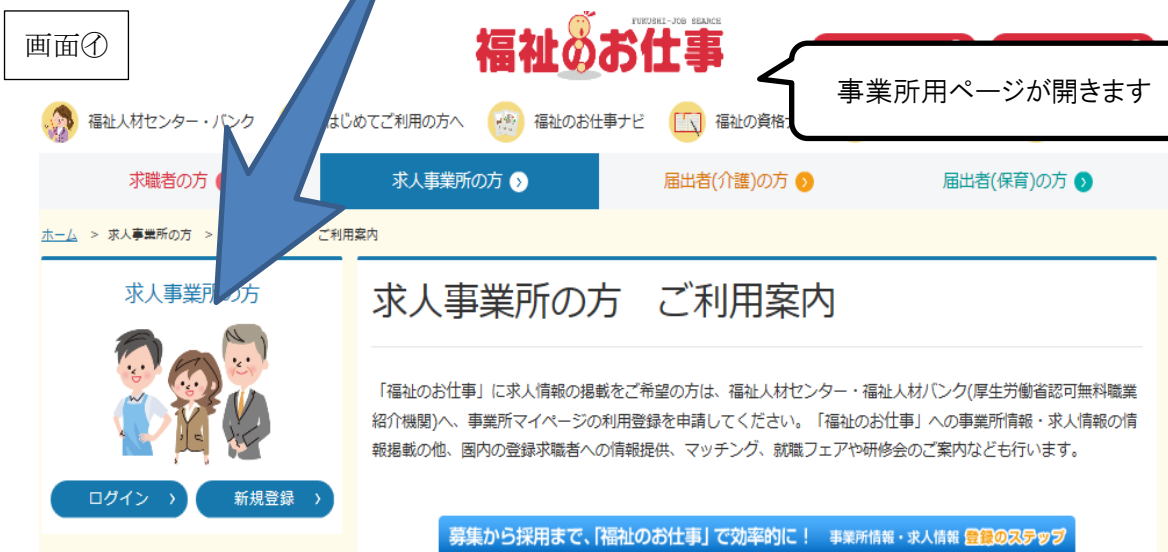 画面㋑
FUKUSHI-JOB SEARCH
福祉のお仕事
事業所用ページが開きます
福祉人材センター・バンク
はじめてご利用の方へ
福祉のお仕事ナビ
福祉の資格
求職者の方
求人事業所の方
届出者(介護)の方
届出者(保育)の方
ホーム > 求人事業所の方 > ご利用案内
求人事業所の方
求人事業所の方 ご利用案内
「福祉のお仕事」に求人情報の掲載をご希望の方は、福祉人材センター・福祉人材バンク(厚生労働省認可無料職業
紹介機関)へ、事業所マイページの利用登録を申請してください。「福祉のお仕事」への事業所情報・求人情報の情
報掲載の他、圏内の登録求職者への情報提供、マッチング、就職フェアや研修会のご案内なども行います。
ログイン
新規登録
募集から採用まで、「福祉のお仕事」で効率的に! 事業所情報・求人情報 登録のステップ